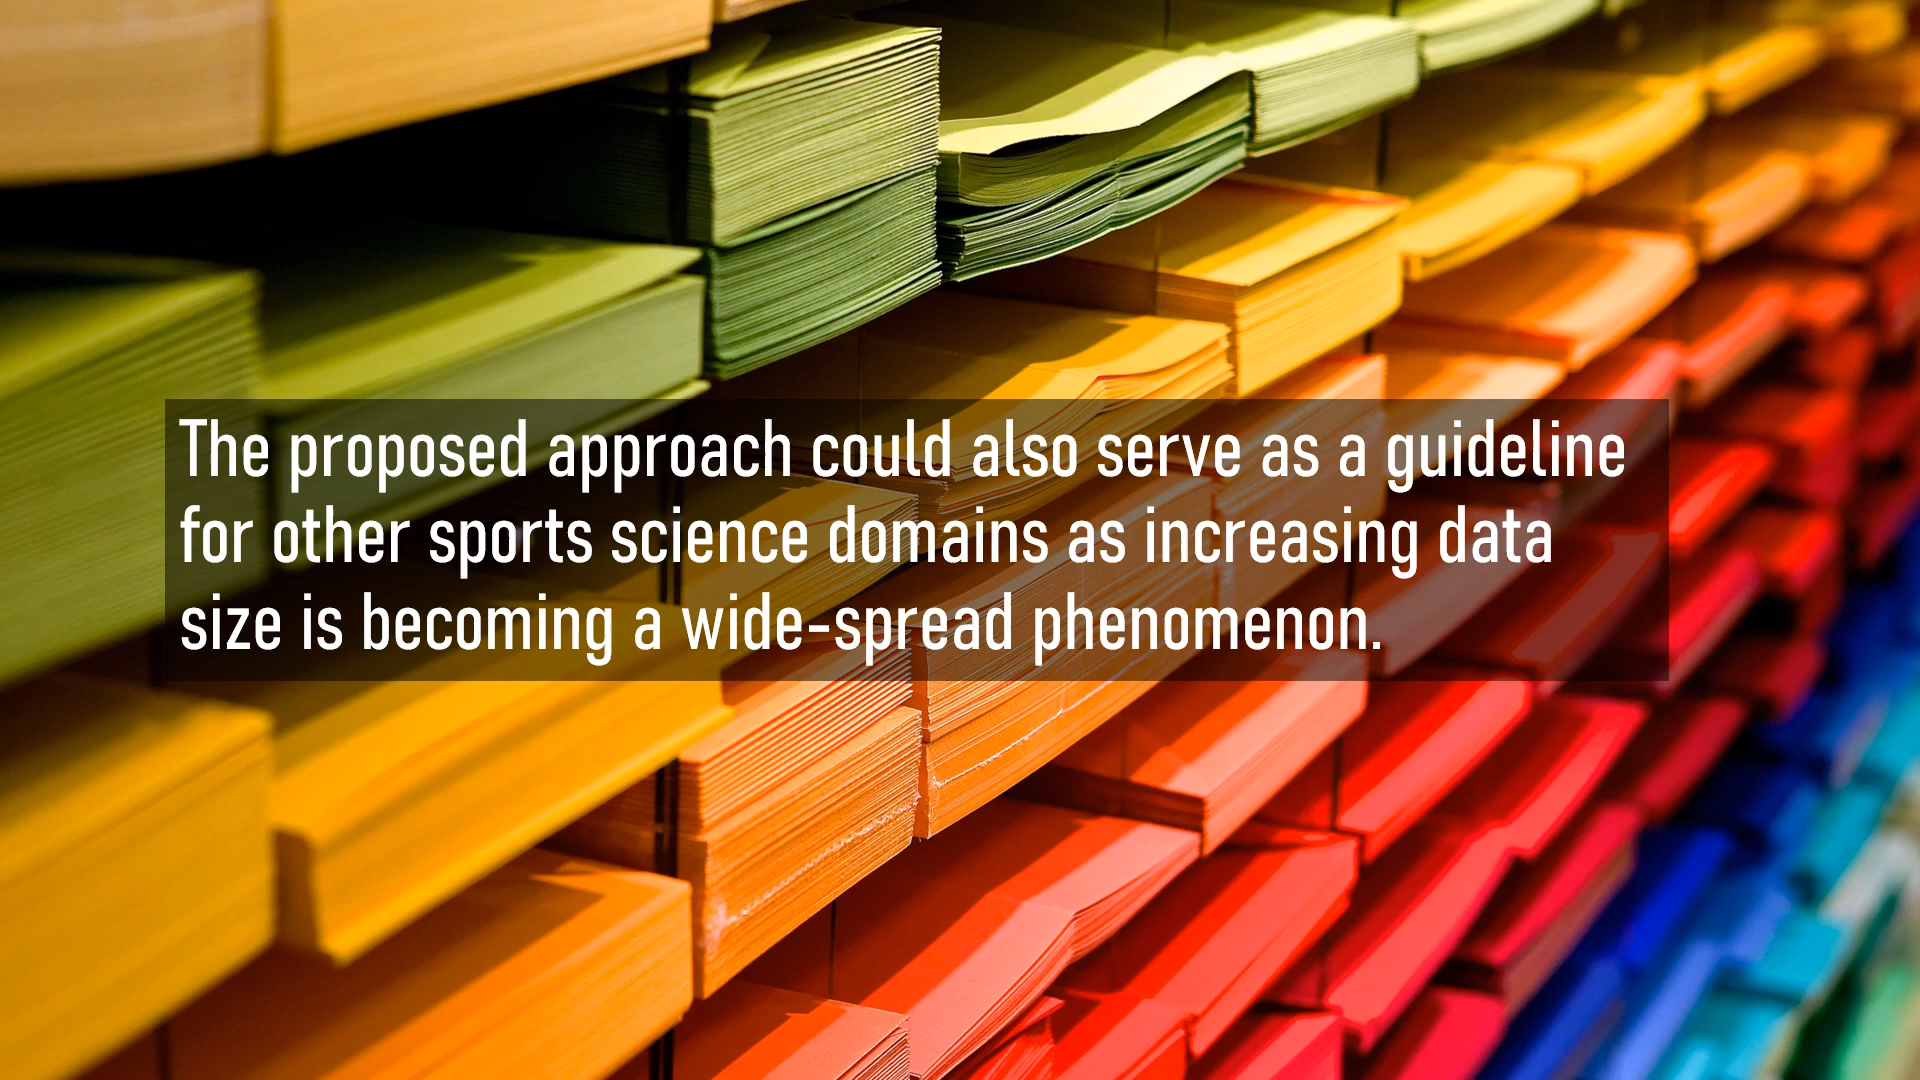 The proposed approach could also serve as a guideline
for other sports science domains as increasing data
size is becoming a wide-spread phenomenon.